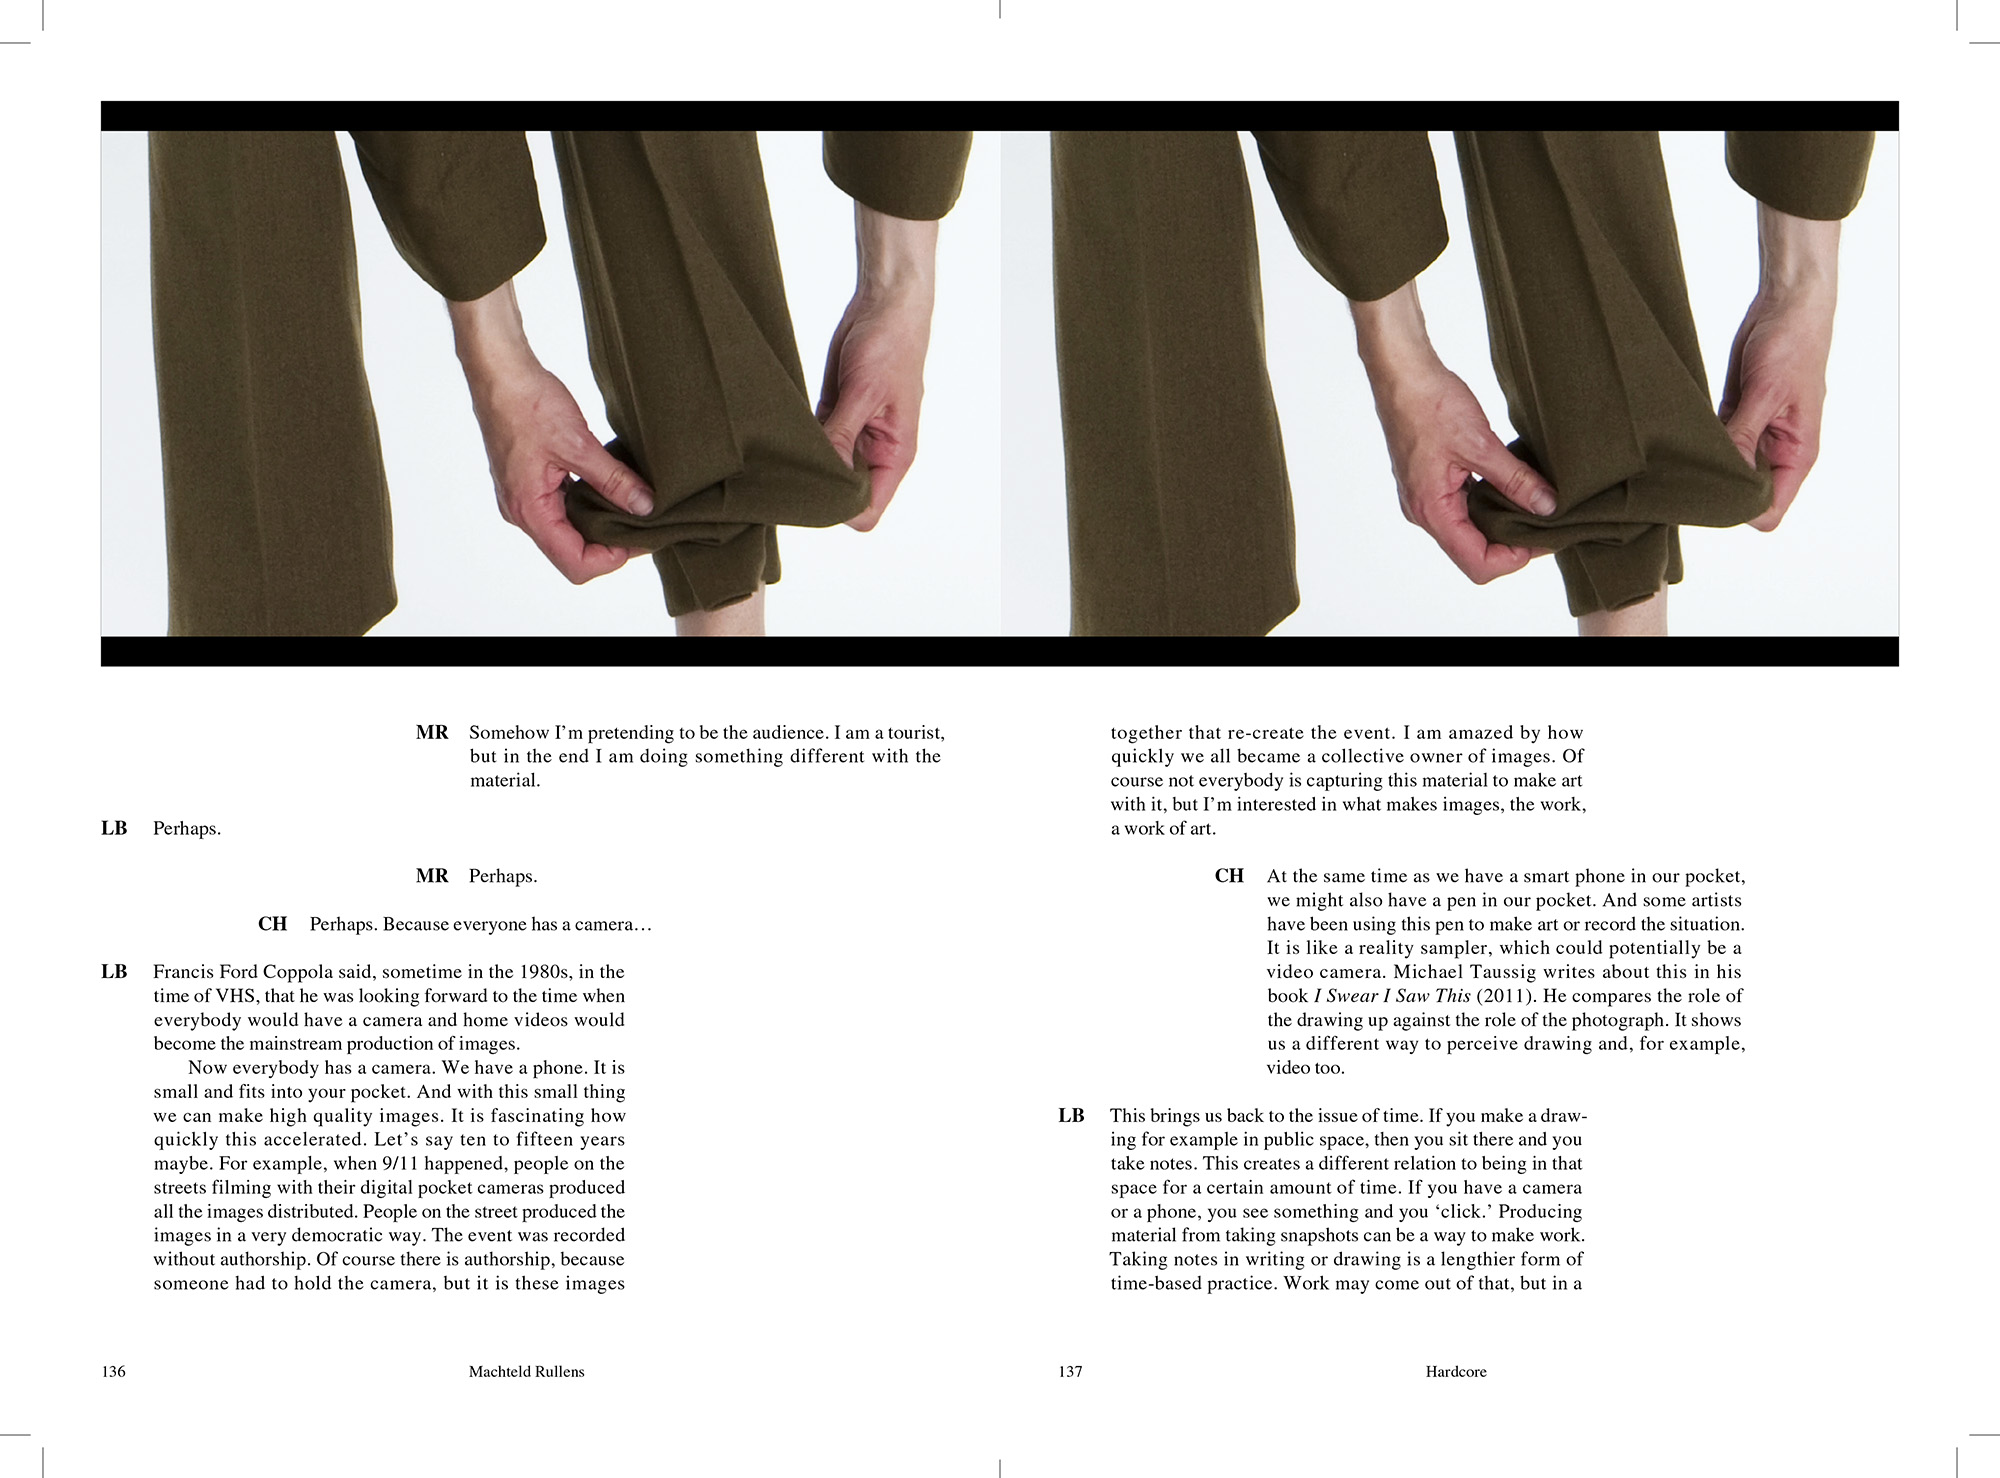 MR Somehow I'm pretending to be the audience. I am a tourist,
but in the end I am doing something different with the
material.
LB Perhaps.
MR Perhaps.
CH Perhaps. Because everyone has a camera…
LB Francis Ford Coppola said, sometime in the 1980s, in the
time of VHS, that he was looking forward to the time when
everybody would have a camera and home videos would
become the mainstream production of images.
Now everybody has a camera. We have a phone. It is
small and fits into your pocket. And with this small thing
we can make high quality images. It is fascinating how
quickly this accelerated. Let's say ten to fifteen years
maybe. For example, when 9/11 happened, people on the
streets filming with their digital pocket cameras produced
all the images distributed. People on the street produced the
images in a very democratic way. The event was recorded
without authorship. Of course there is authorship, because
someone had to hold the camera, but it is these images
136 Machteld Rullens
together that re-create the event. I am amazed by how
quickly we all became a collective owner of images. Of
course not everybody is capturing this material to make art
with it, but I'm interested in what makes images, the work,
a work of art.
CH At the same time as we have a smart phone in our pocket,
we might also have a pen in our pocket. And some artists
have been using this pen to make art or record the situation.
It is like a reality sampler, which could potentially be a
video camera. Michael Taussig writes about this in his
book I Swear I Saw This (2011). He compares the role of
the drawing up against the role of the photograph. It shows
us a different way to perceive drawing and, for example,
video too.
LB This brings us back to the issue of time. If you make a draw-
ing for example in public space, then you sit there and you
take notes. This creates a different relation to being in that
space for a certain amount of time. If you have a camera
or a phone, you see something and you ‘click.’ Producing
material from taking snapshots can be a way to make work.
Taking notes in writing or drawing is a lengthier form of
time-based practice. Work may come out of that, but in a
137 Hardcore